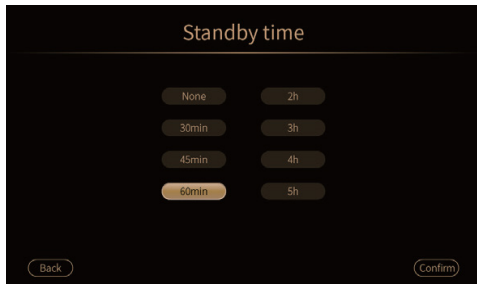 Standby time
None
2h
30min
3h
45min
4h
60min
5h
Back
Confirm